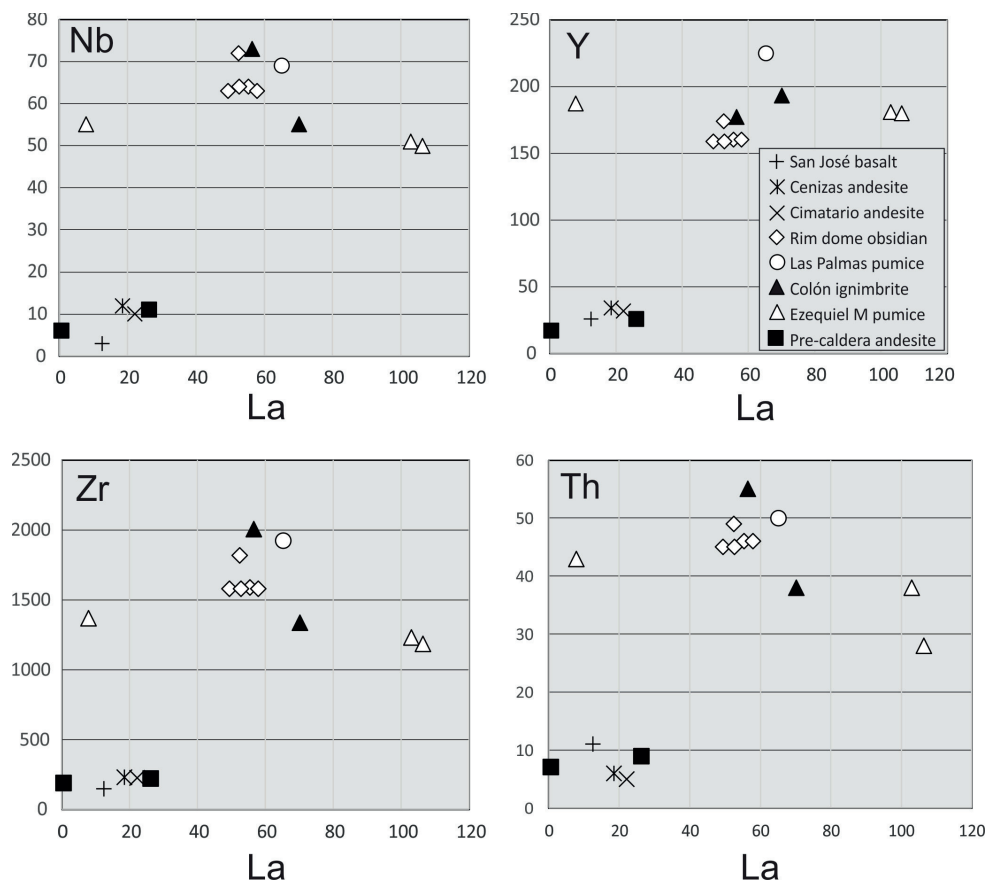 Nb
80
70
60
50
40
30
20
10
0
0 20 40 60 80 100 120
La
Y
250
200
150
100
50
0
San José basalt
Cenizas andesite
Cimatario andesite
Rim dome obsidian
Las Palmas pumice
Colón ignimbrite
Ezequiel M pumice
Pre-caldera andesite
0 20 40 60 80 100 120
La
Zr
2500
2000
1500
1000
500
0
0 20 40 60 80 100 120
La
Th
60
50
40
30
20
10
0
0 20 40 60 80 100 120
La